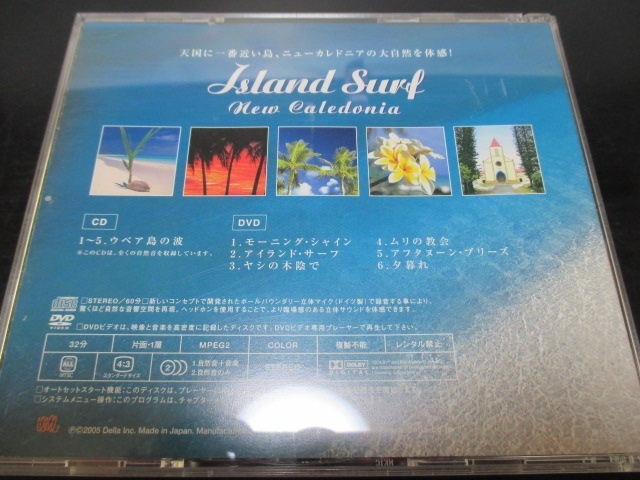 天国に一番近い島、ニューカレドニアの大自然を体感!
Island Surf
New Caledonia
CD
1~5.ウベア島の波
※このCDは、全くの自然音を収録しています。
DVD
1.モーニング・シャイン
2.アイランド・サーフ
3.ヤシの木陰で
4.ムリの教会
5.アフタヌーン・ブリーズ
6.夕暮れ
□STEREO/60分□新しいコンセプトで開発されたホールバウンダリー立体マイク(ドイツ製)で録音する事により、
驚くほど自然な音響空間を再現。ヘッドホンを使用することで、より臨場感のある立体サウンドを体感できます。
DVD VIDEO
□DVDビデオは、映像と音楽を高密度に記録したディスクです。DVDビデオ専用プレーヤーで再生して下さい。
32分 片面・1層 MPEG2 COLOR 複製不能 レンタル禁止
ALL NTSC
4:3 スタンダードサイズ
2
1.自然音+音楽
2.自然音のみ
DOLBY DIGITAL
□オートセットスタート機能:このディスクは、プレーヤー
□システムメニュー操作:このプログラムは、チャプター
℗©2005 Della Inc. Made in Japan.